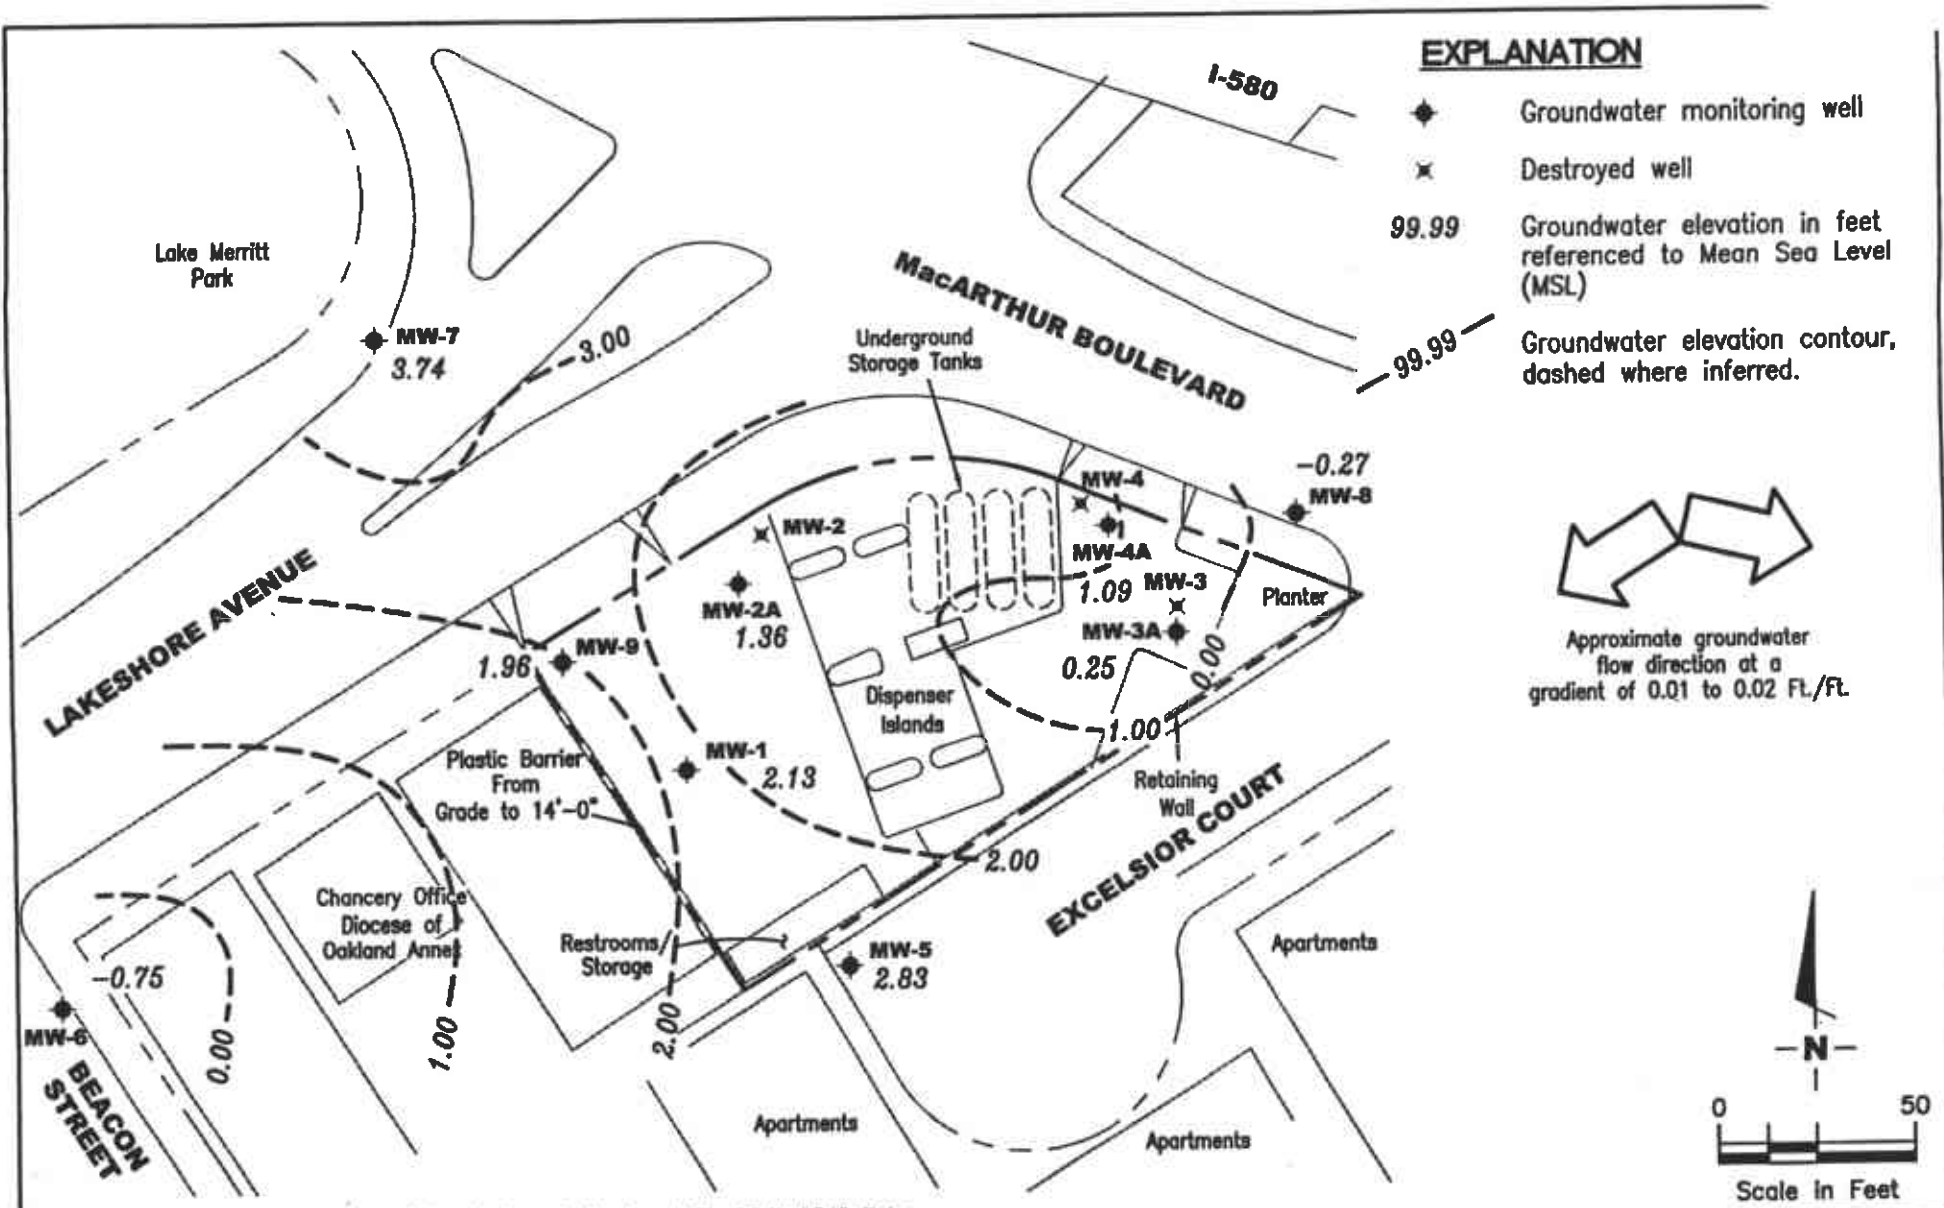 EXPLANATION
Groundwater monitoring well
Destroyed well
99.99
Groundwater elevation in feet
referenced to Mean Sea Level
(MSL)
99.99
Groundwater elevation contour,
dashed where inferred.
I-580
Lake Merritt
Park
MW-7
3.74
3.00
MacARTHUR BOULEVARD
Underground
Storage Tanks
-0.27
MW-8
MW-4
MW-2
MW-4A
1.09
MW-3
MW-2A
1.36
Planter
MW-3A
0.25
0.00
LAKESHORE AVENUE
MW-9
1.96
Dispenser
Islands
1.00
MW-1
2.13
Plastic Barrier
From
Grade to 14'-0"
Retaining
Wall
EXCELSIOR COURT
2.00
Chancery Office
Diocese of
Oakland Annex
Restrooms/
Storage
MW-5
2.83
Apartments
-0.75
MW-6
0.00
1.00
2.00
BEACON
STREET
Apartments
Apartments
Approximate groundwater
flow direction at a
gradient of 0.01 to 0.02 Ft./Ft.
N
0 50
Scale in Feet